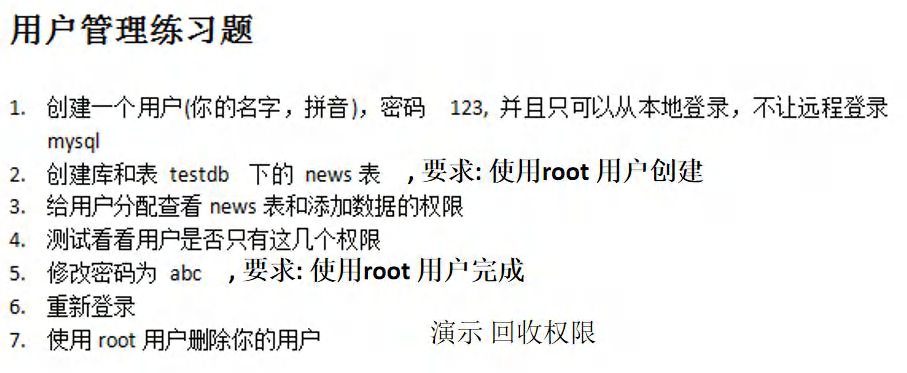 用户管理练习题
1. 创建一个用户(你的名字，拼音)，密码 123, 并且只可以从本地登录，不让远程登录
mysql
2. 创建库和表 testdb 下的 news 表 , 要求: 使用root 用户创建
3. 给用户分配查看 news 表和添加数据的权限
4. 测试看看用户是否只有这几个权限
5. 修改密码为 abc , 要求: 使用root 用户完成
6. 重新登录
7. 使用 root 用户删除你的用户 演示 回收权限